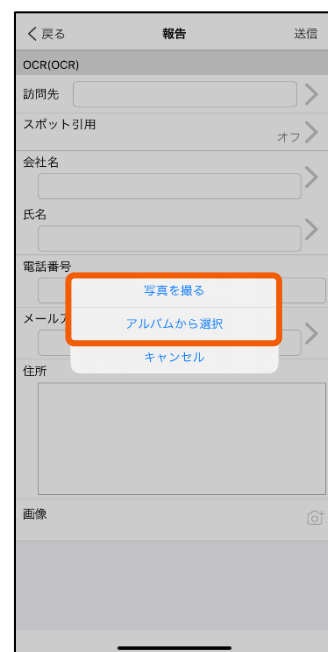 戻る 報告 送信
OCR(OCR)
訪問先
スポット引用
オフ
会社名
氏名
電話番号
写真を撮る
メールア
アルバムから選択
キャンセル
住所
画像